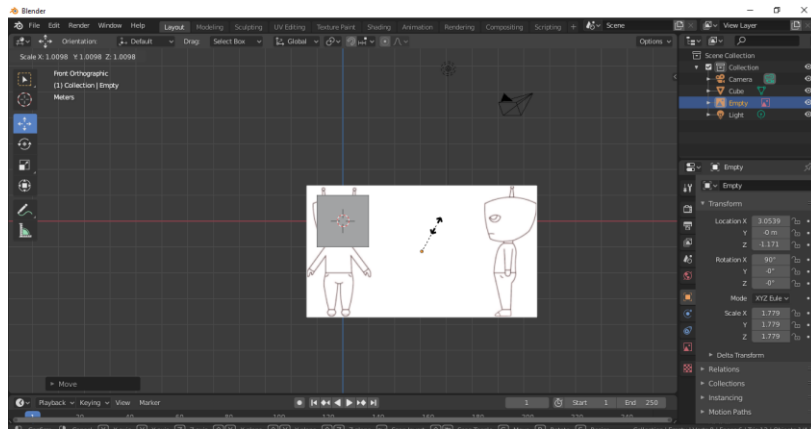 Blender
File Edit Render Window Help Layout Modeling Sculpting UV Editing Texture Paint Shading Animation Rendering Compositing Scripting + Scene View Layer
Orientation: Default Drag: Select Box Global Options
Scale X: 1.0098 Y: 1.0098 Z: 1.0098
Front Orthographic
(1) Collection | Empty
Meters
Scene Collection
Collection
Camera
Cube
Empty
Light
Empty
Empty
Transform
Location X 3.0539
Y -0 m
Z -1.171
Rotation X 90°
Y -0°
Z -0°
Mode XYZ Eule
Scale X 1.779
Y 1.779
Z 1.779
Delta Transform
Relations
Collections
Instancing
Motion Paths
Move
Playback Keying View Marker 1 Start 1 End 250